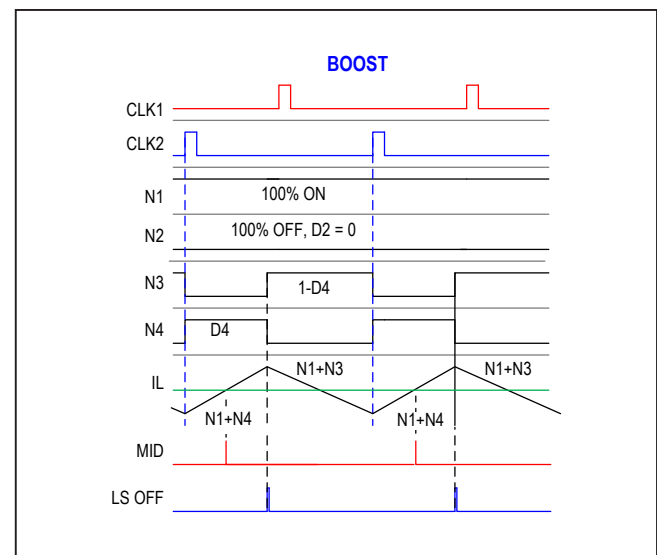 BOOST
CLK1
CLK2
N1
100% ON
N2
100% OFF, D2 = 0
N3
1-D4
N4
D4
IL
N1+N3
N1+N3
N1+N4
N1+N4
MID
LS OFF